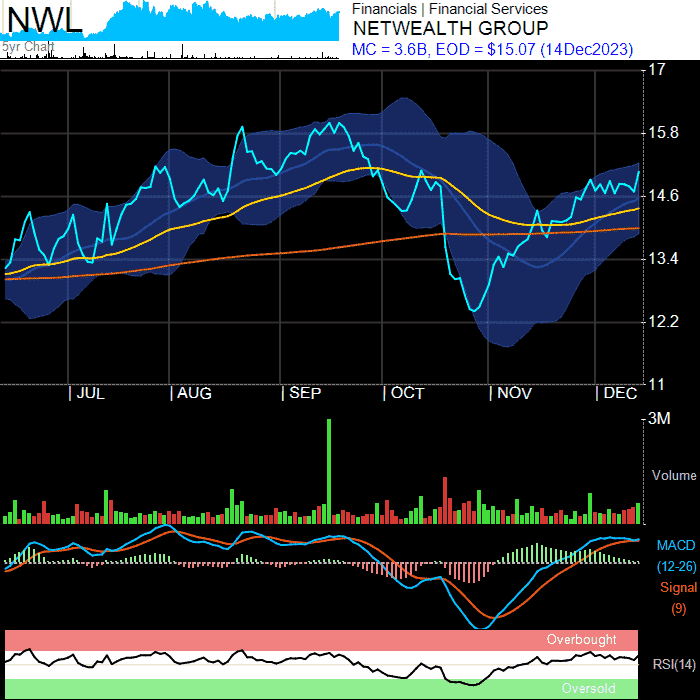 NWL
5yr Chart
Financials | Financial Services
NETWEALTH GROUP
MC = 3.6B, EOD = $15.07 (14Dec2023)
17
15.8
14.6
13.4
12.2
11
| JUL | AUG | SEP | OCT | NOV | DEC
3M
Volume
MACD
(12-26)
Signal
(9)
Overbought
RSI(14)
Oversold